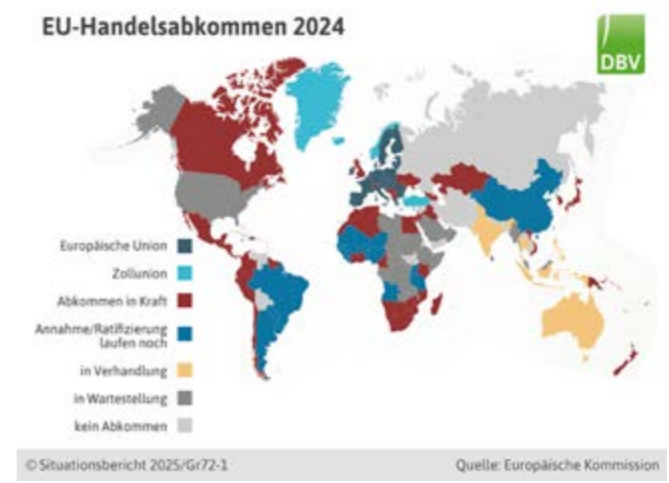 EU-Handelsabkommen 2024
DBV
Europäische Union
Zollunion
Abkommen in Kraft
Annahme/Ratifizierung
laufen noch
in Verhandlung
in Wartestellung
kein Abkommen
© Situationsbericht 2025/Gr72-1
Quelle: Europäische Kommission